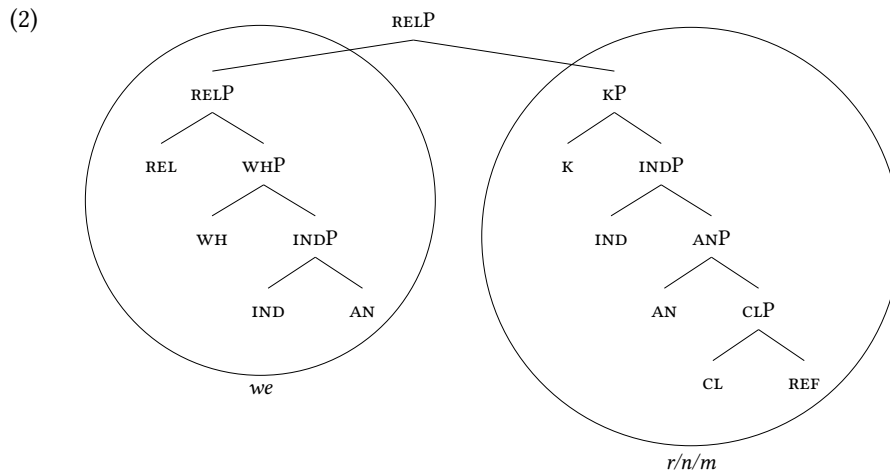 (2) RELP
RELP KP
REL WHP K INDP
WH INDP IND ANP
IND AN AN CLP
we CL REF
r/n/m